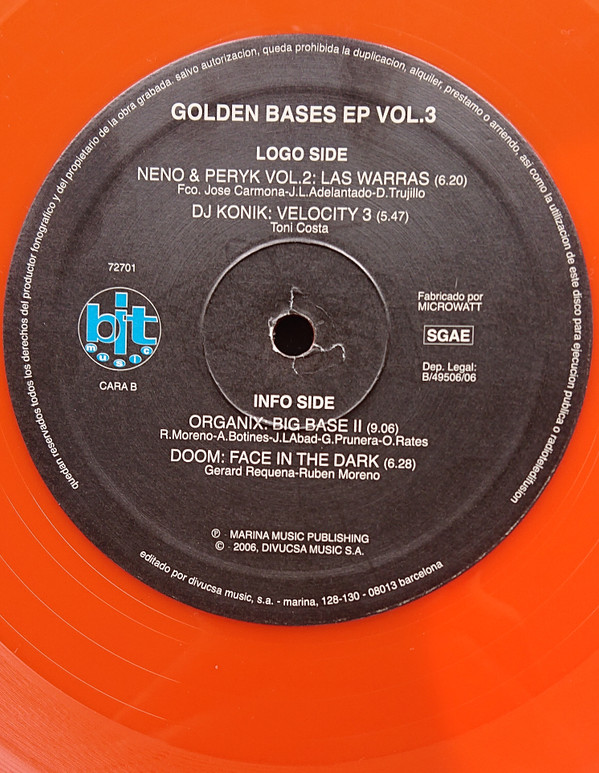 quedan reservados todos los derechos del productor fonografico y del propietario de la obra grabada. salvo autorizacion, queda prohibida la duplicacion, alquiler, prestamo o arriendo, asi como la utilizacion de este disco para ejecucion publica o radioteledifusion
GOLDEN BASES EP VOL.3
LOGO SIDE
NENO & PERYK VOL.2: LAS WARRAS (6.20)
Fco. Jose Carmona-J.L.Adelantado-D.Trujillo
DJ KONIK: VELOCITY 3 (5.47)
Toni Costa
72701
bit
music
CARA B
Fabricado por
MICROWATT
SGAE
Dep. Legal:
B/49506/06
INFO SIDE
ORGANIX: BIG BASE II (9.06)
R.Moreno-A.Botines-J.LAbad-G.Prunera-O.Rates
DOOM: FACE IN THE DARK (6.28)
Gerard Requena-Ruben Moreno
℗ - MARINA MUSIC PUBLISHING
© - 2006, DIVUCSA MUSIC S.A.
editado por divucsa music, s.a. - marina, 128-130 - 08013 barcelona